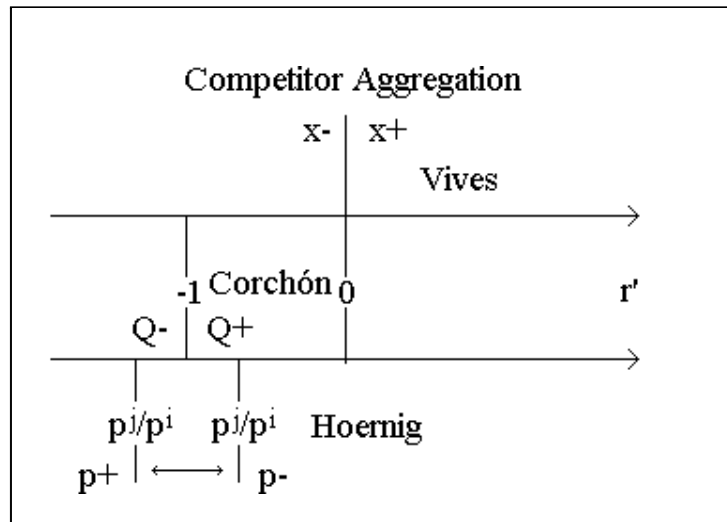 Competitor Aggregation
x- x+
Vives
-1 Corchón 0 r'
Q- Q+
pʲ/pⁱ pʲ/pⁱ Hoernig
p+ p-